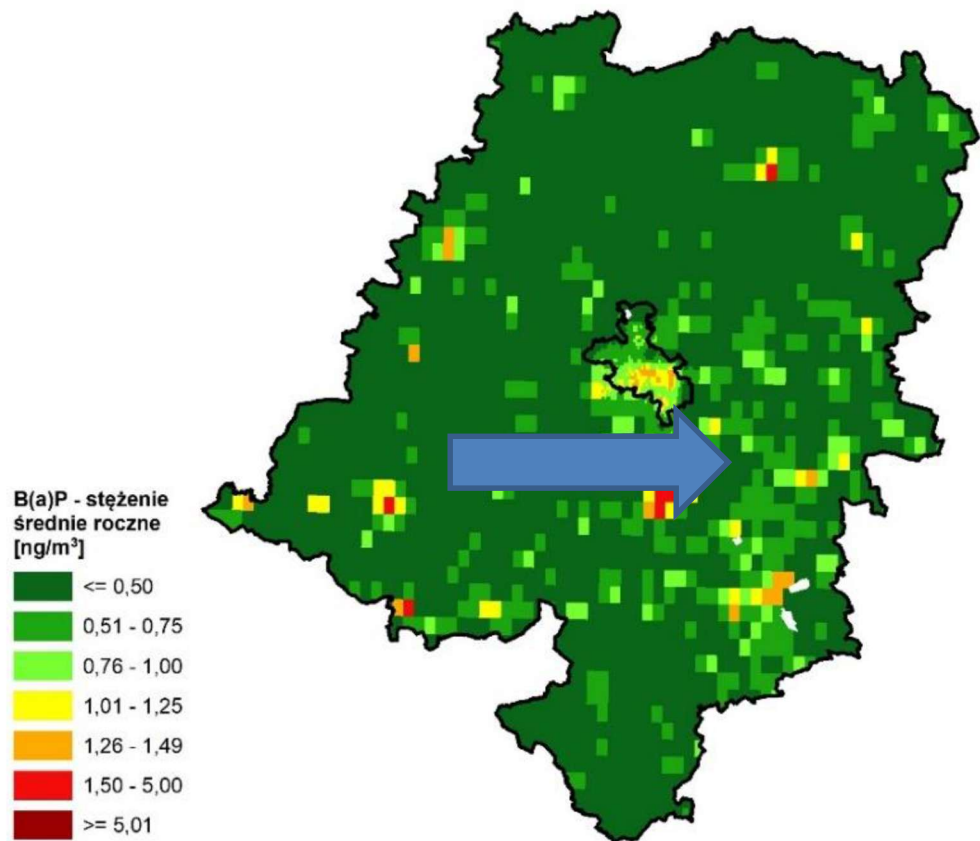 B(a)P - stężenie
średnie roczne
[ng/m³]
<= 0,50
0,51 - 0,75
0,76 - 1,00
1,01 - 1,25
1,26 - 1,49
1,50 - 5,00
>= 5,01